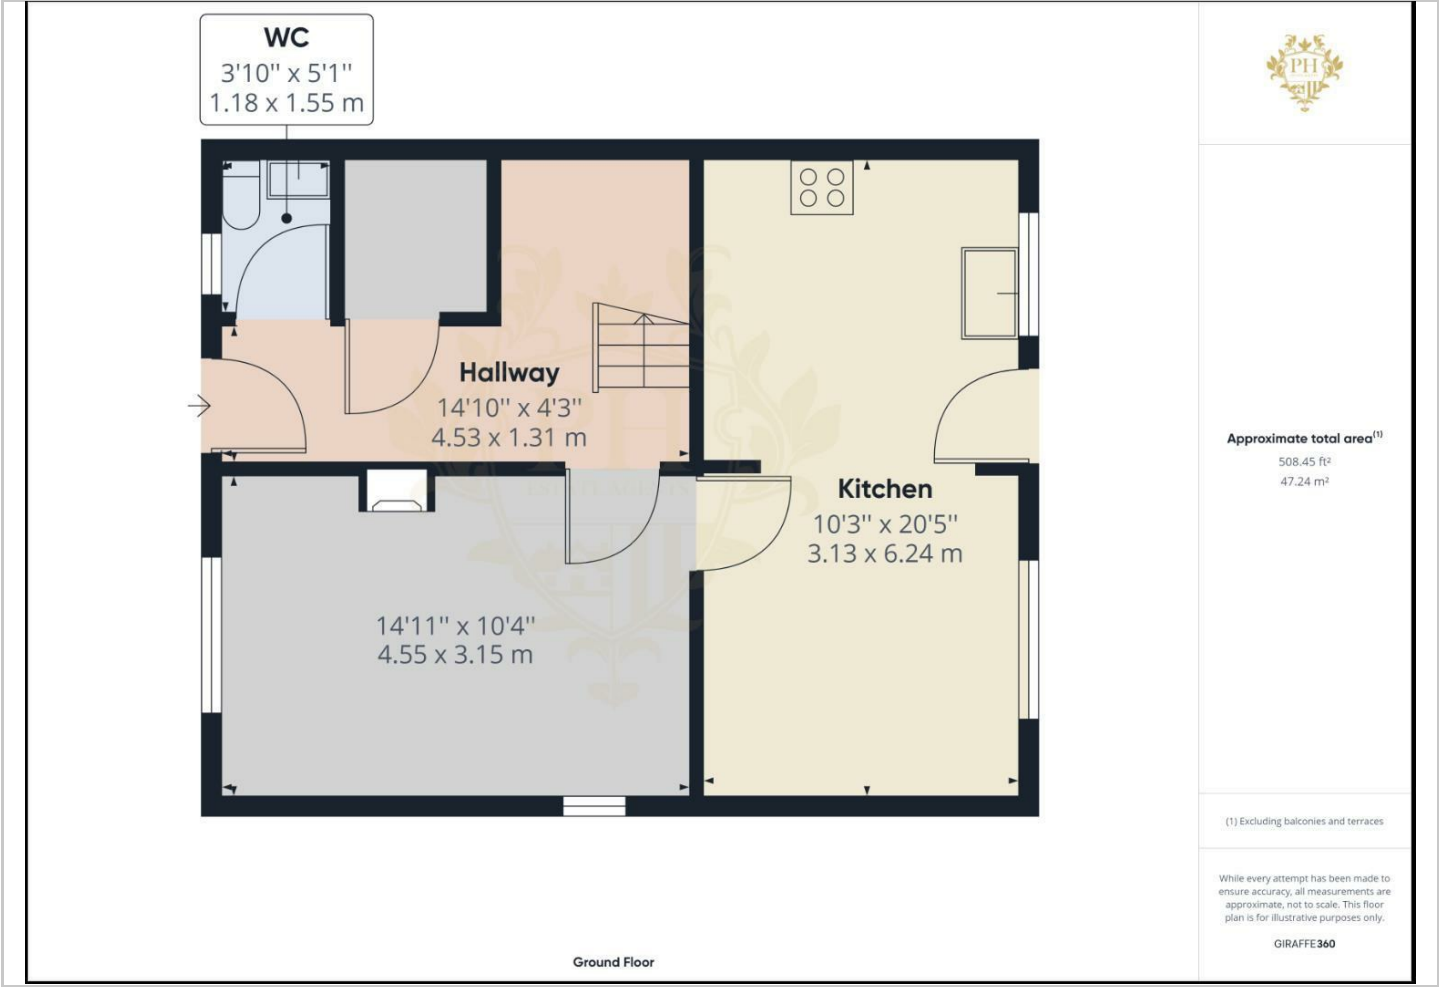 WC
3'10" x 5'1"
1.18 x 1.55 m
PH
Hallway
14'10" x 4'3"
4.53 x 1.31 m
Kitchen
10'3" x 20'5"
3.13 x 6.24 m
14'11" x 10'4"
4.55 x 3.15 m
Approximate total area(1)
508.45 ft²
47.24 m²
(1) Excluding balconies and terraces
While every attempt has been made to
ensure accuracy, all measurements are
approximate, not to scale. This floor
plan is for illustrative purposes only.
GIRAFFE360
Ground Floor